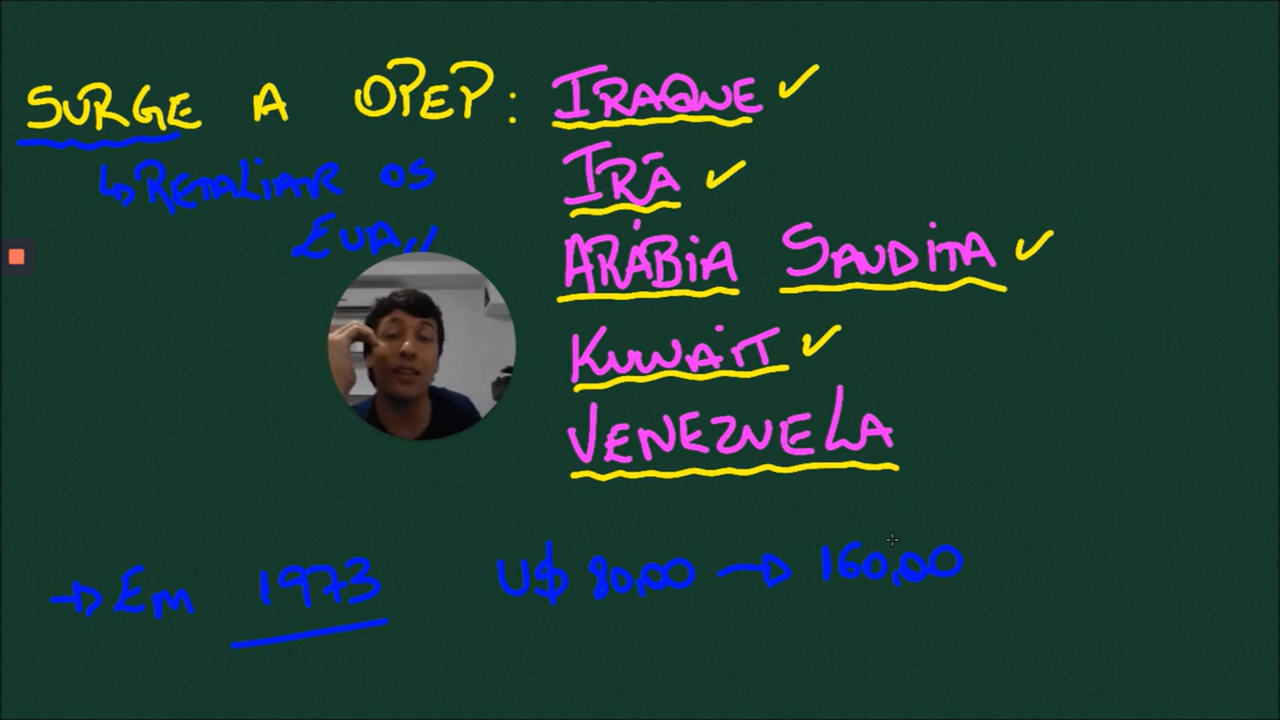 SURGE A OPEP: IRAQUE ✓
↳ RETALIAR OS
EUA,,
IRÃ ✓
ARÁBIA SAUDITA ✓
KUWAIT ✓
VENEZUELA
→ EM 1973 U$ 80,00 → 160,00